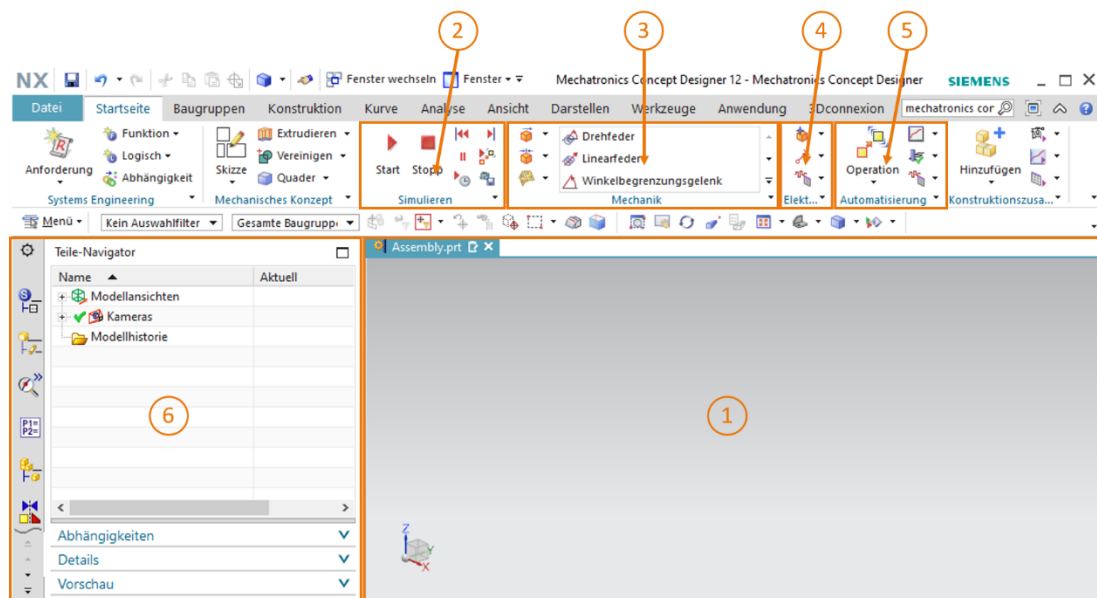 2 3 4 5
NX Fenster wechseln Fenster Mechatronics Concept Designer 12 - Mechatronics Concept Designer SIEMENS
Datei Startseite Baugruppen Konstruktion Kurve Analyse Ansicht Darstellen Werkzeuge Anwendung 3Dconnexion mechatronics cor
Funktion Extrudieren Drehfeder
Logisch Vereinigen Linearfeder
Anforderung Skizze Start Stopp Operation Hinzufügen
Abhängigkeit Quader Winkelbegrenzungsgelenk
Systems Engineering Mechanisches Konzept Simulieren Mechanik Elekt... Automatisierung Konstruktionszusa...
Menü Kein Auswahlfilter Gesamte Baugruppe
Teile-Navigator Assembly.prt
Name Aktuell
Modellansichten
Kameras
Modellhistorie
P1=
P2=
6 1
Abhängigkeiten
Details
Vorschau
Z
Y
X